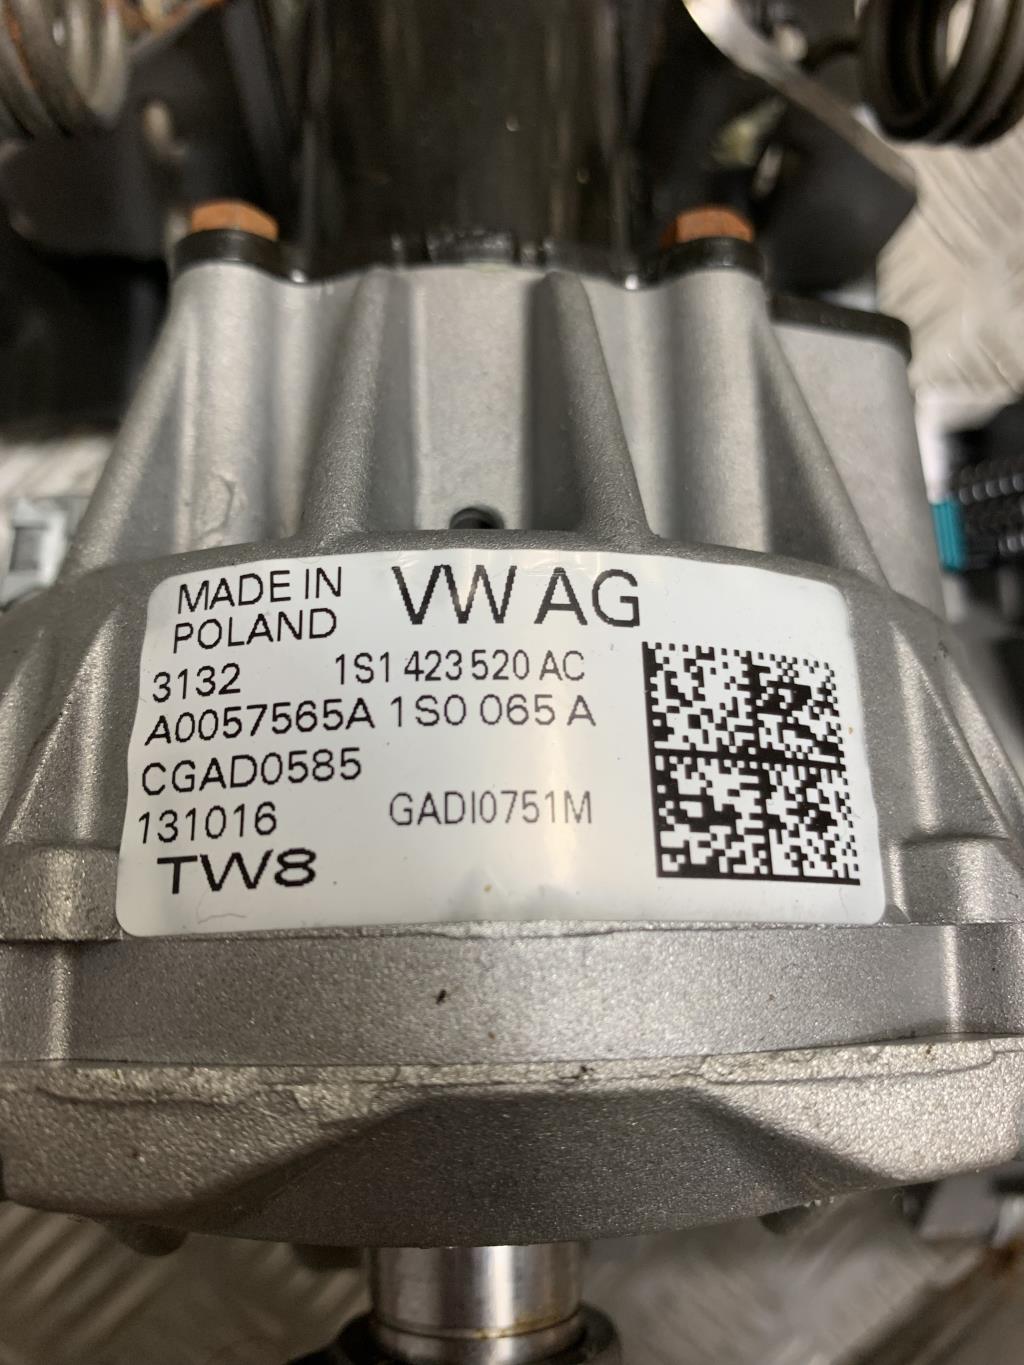 MADE IN
POLAND
VW AG
3132 1S1 423 520 AC
A0057565A 1S0 065 A
CGAD0585
131016 GADI0751M
TW8